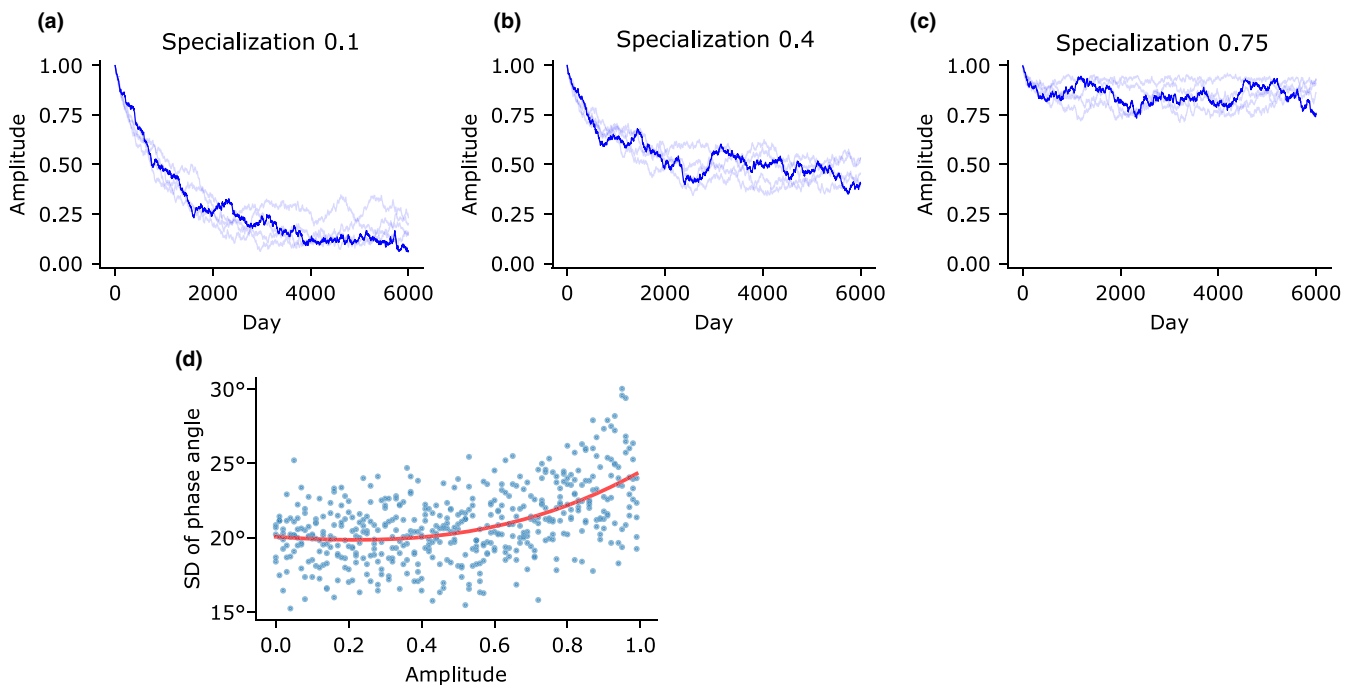 (a)
Specialization 0.1
1.00
0.75
0.50
0.25
0.00
Amplitude
0 2000 4000 6000
Day
(b)
Specialization 0.4
1.00
0.75
0.50
0.25
0.00
Amplitude
0 2000 4000 6000
Day
(c)
Specialization 0.75
1.00
0.75
0.50
0.25
0.00
Amplitude
0 2000 4000 6000
Day
(d)
30°
25°
20°
15°
SD of phase angle
0.0 0.2 0.4 0.6 0.8 1.0
Amplitude